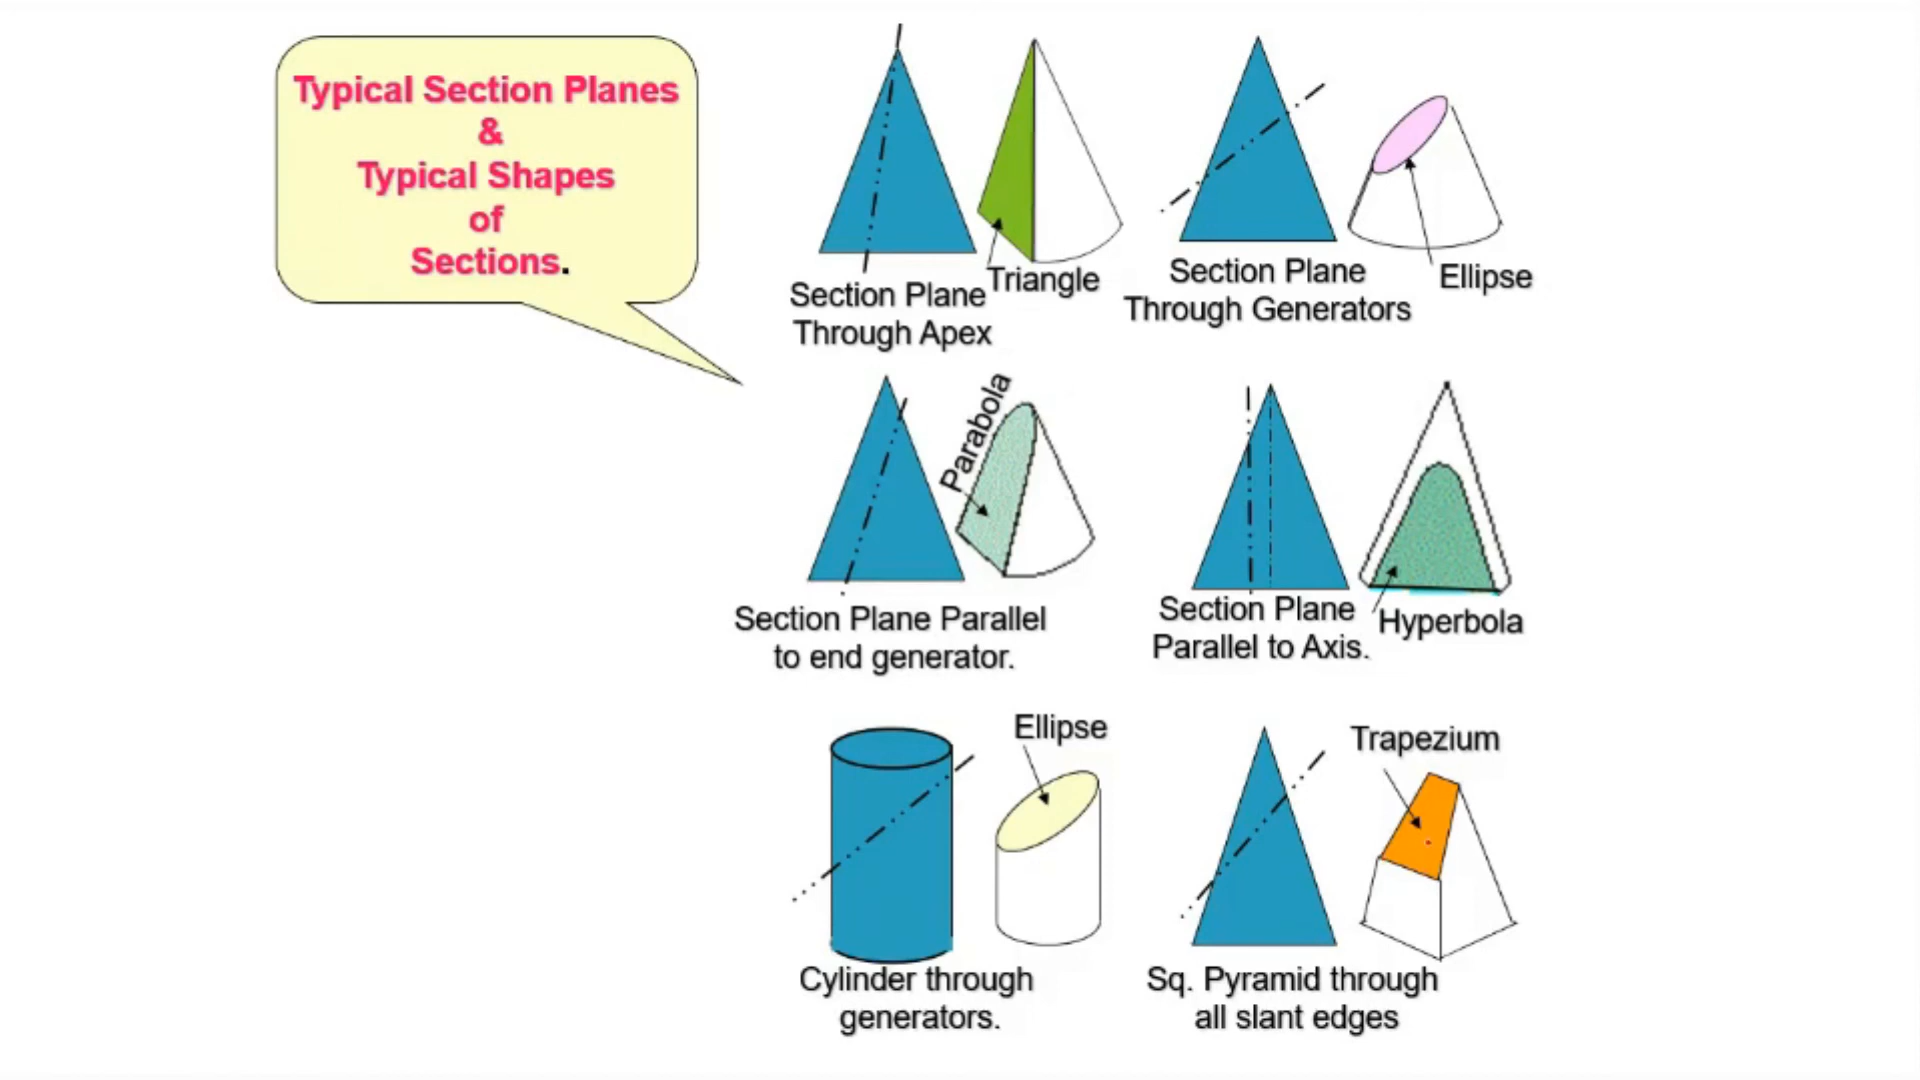 Typical Section Planes
&
Typical Shapes
of
Sections.
Section Plane
Through Apex
Triangle
Section Plane
Through Generators
Ellipse
Parabola
Section Plane Parallel
to end generator.
Section Plane
Parallel to Axis.
Hyperbola
Ellipse
Cylinder through
generators.
Trapezium
Sq. Pyramid through
all slant edges